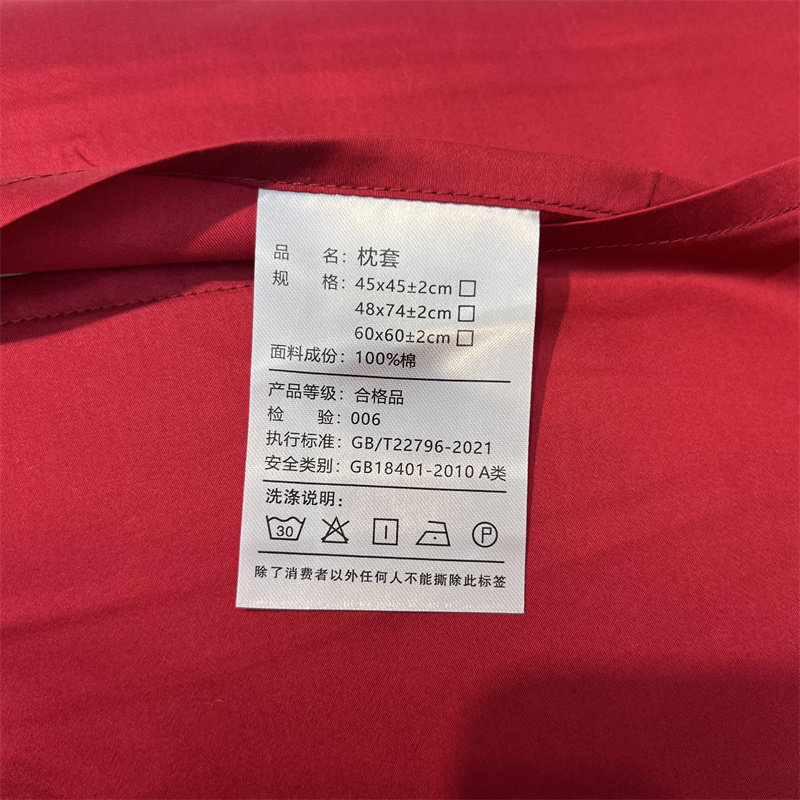 品 名：枕套
规 格：45x45±2cm □
48x74±2cm □
60x60±2cm □
面料成份：100%棉
产品等级：合格品
检 验：006
执行标准：GB/T22796-2021
安全类别：GB18401-2010 A类
洗涤说明：
30 P
除了消费者以外任何人不能撕除此标签